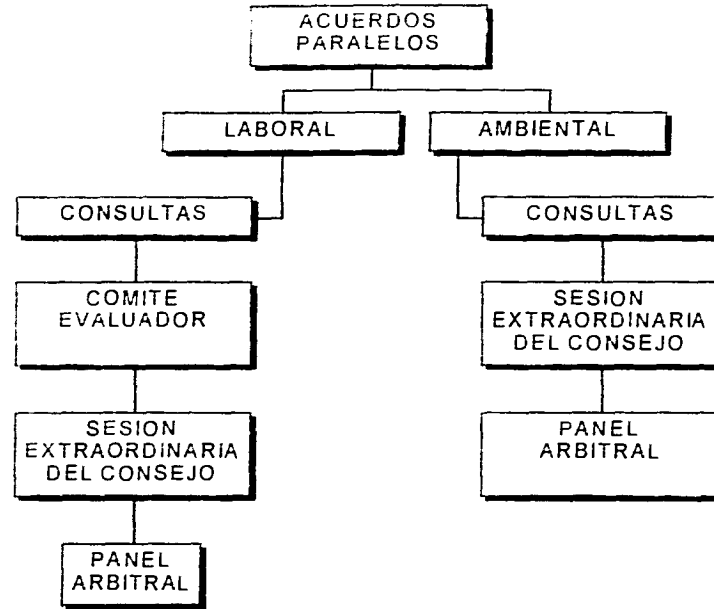 ACUERDOS
PARALELOS
LABORAL
AMBIENTAL
CONSULTAS
CONSULTAS
COMITE
EVALUADOR
SESION
EXTRAORDINARIA
DEL CONSEJO
SESION
EXTRAORDINARIA
DEL CONSEJO
PANEL
ARBITRAL
PANEL
ARBITRAL